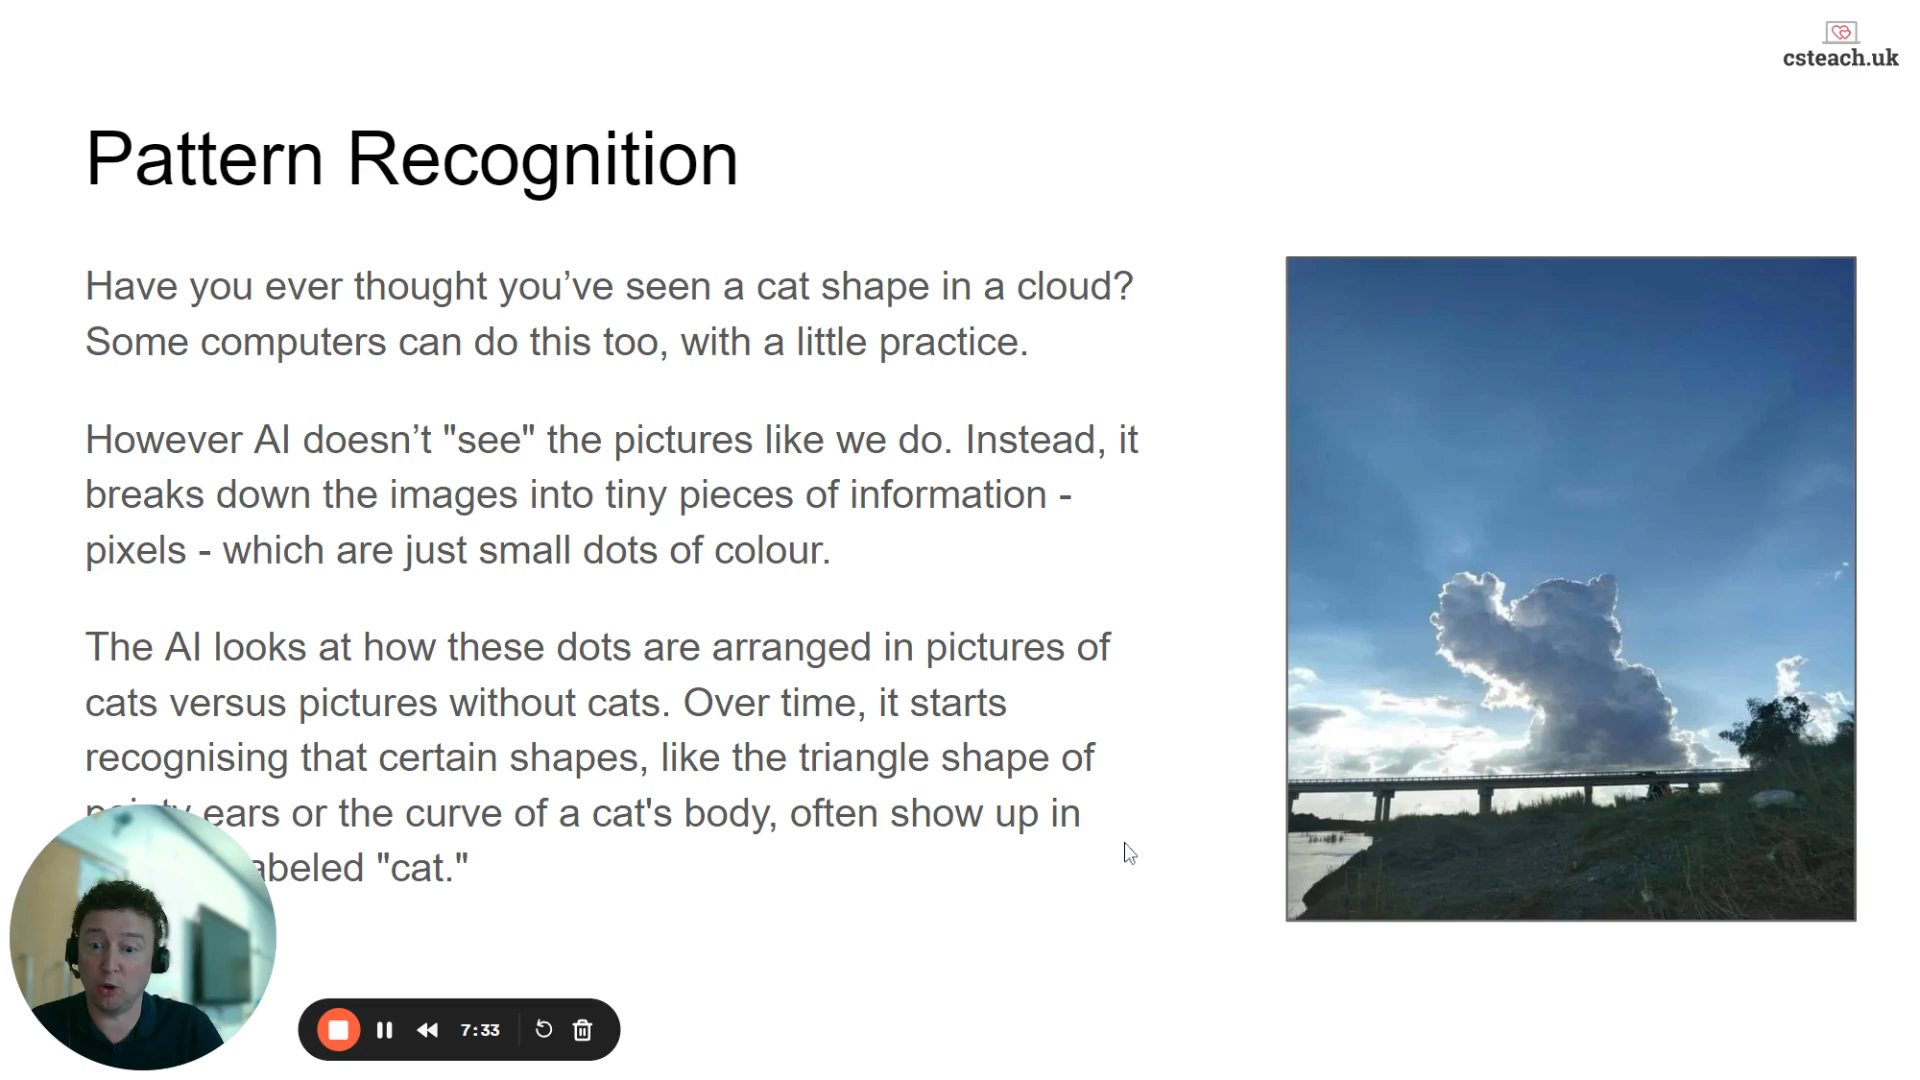 csteach.uk
Pattern Recognition
Have you ever thought you’ve seen a cat shape in a cloud?
Some computers can do this too, with a little practice.
However AI doesn’t "see" the pictures like we do. Instead, it
breaks down the images into tiny pieces of information -
pixels - which are just small dots of colour.
The AI looks at how these dots are arranged in pictures of
cats versus pictures without cats. Over time, it starts
recognising that certain shapes, like the triangle shape of
pointy ears or the curve of a cat's body, often show up in
labeled "cat."
7:33